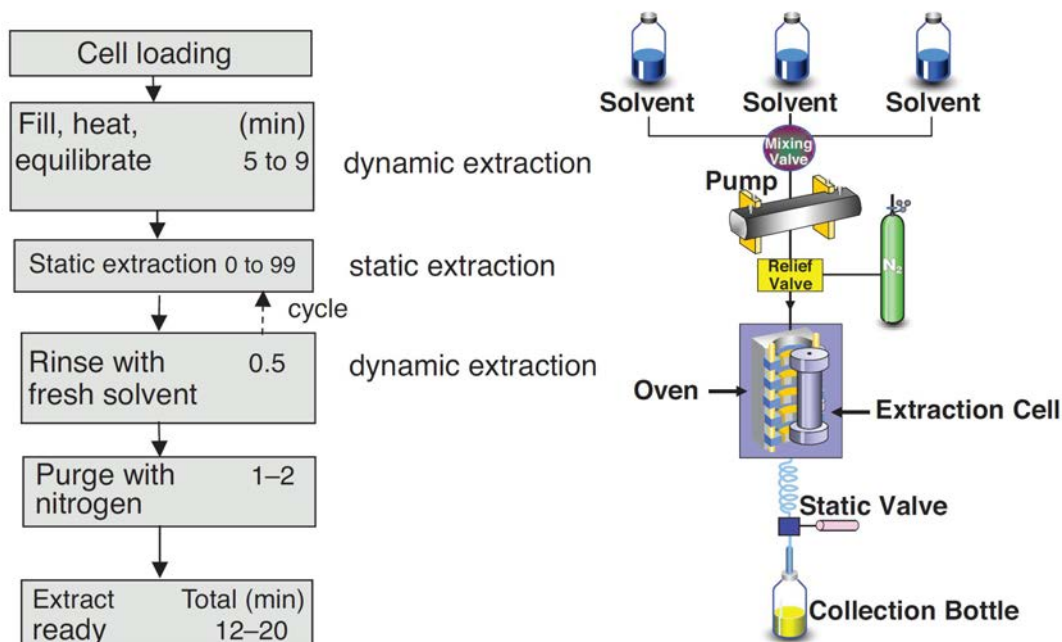 Cell loading
Fill, heat, (min)
equilibrate 5 to 9
dynamic extraction
Static extraction 0 to 99
static extraction
cycle
Rinse with 0.5
fresh solvent
dynamic extraction
Purge with 1–2
nitrogen
Extract Total (min)
ready 12–20
Solvent Solvent Solvent
Mixing
Valve
Pump
Relief
Valve
N2
Oven
Extraction Cell
Static Valve
Collection Bottle